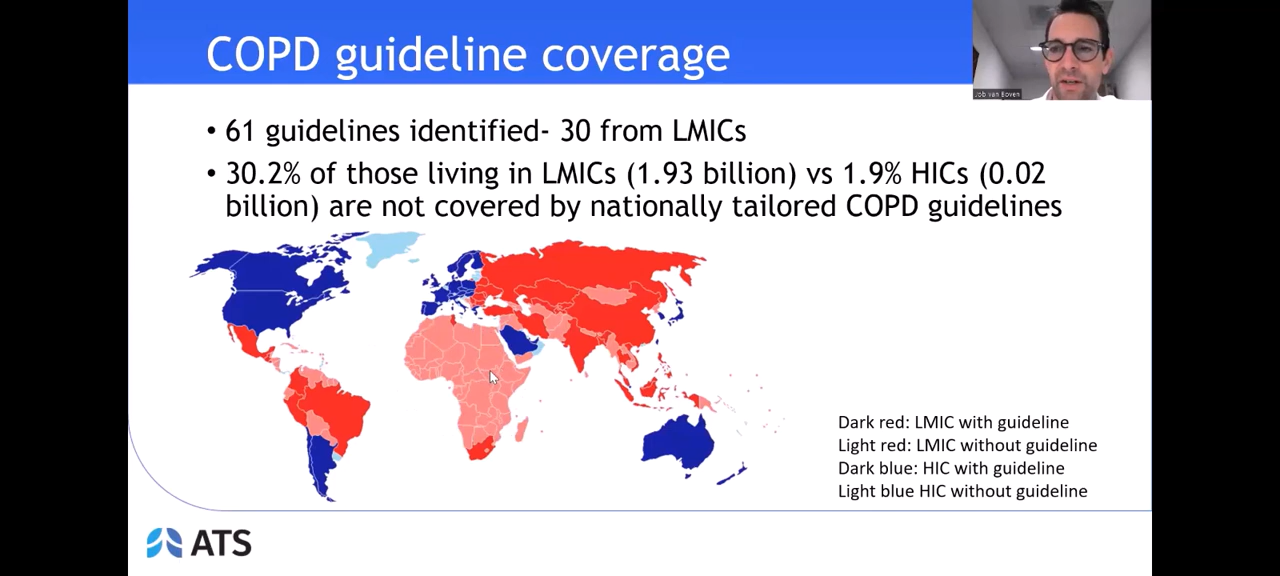 COPD guideline coverage
Job van Boven
• 61 guidelines identified- 30 from LMICs
• 30.2% of those living in LMICs (1.93 billion) vs 1.9% HICs (0.02
billion) are not covered by nationally tailored COPD guidelines
Dark red: LMIC with guideline
Light red: LMIC without guideline
Dark blue: HIC with guideline
Light blue HIC without guideline
ATS